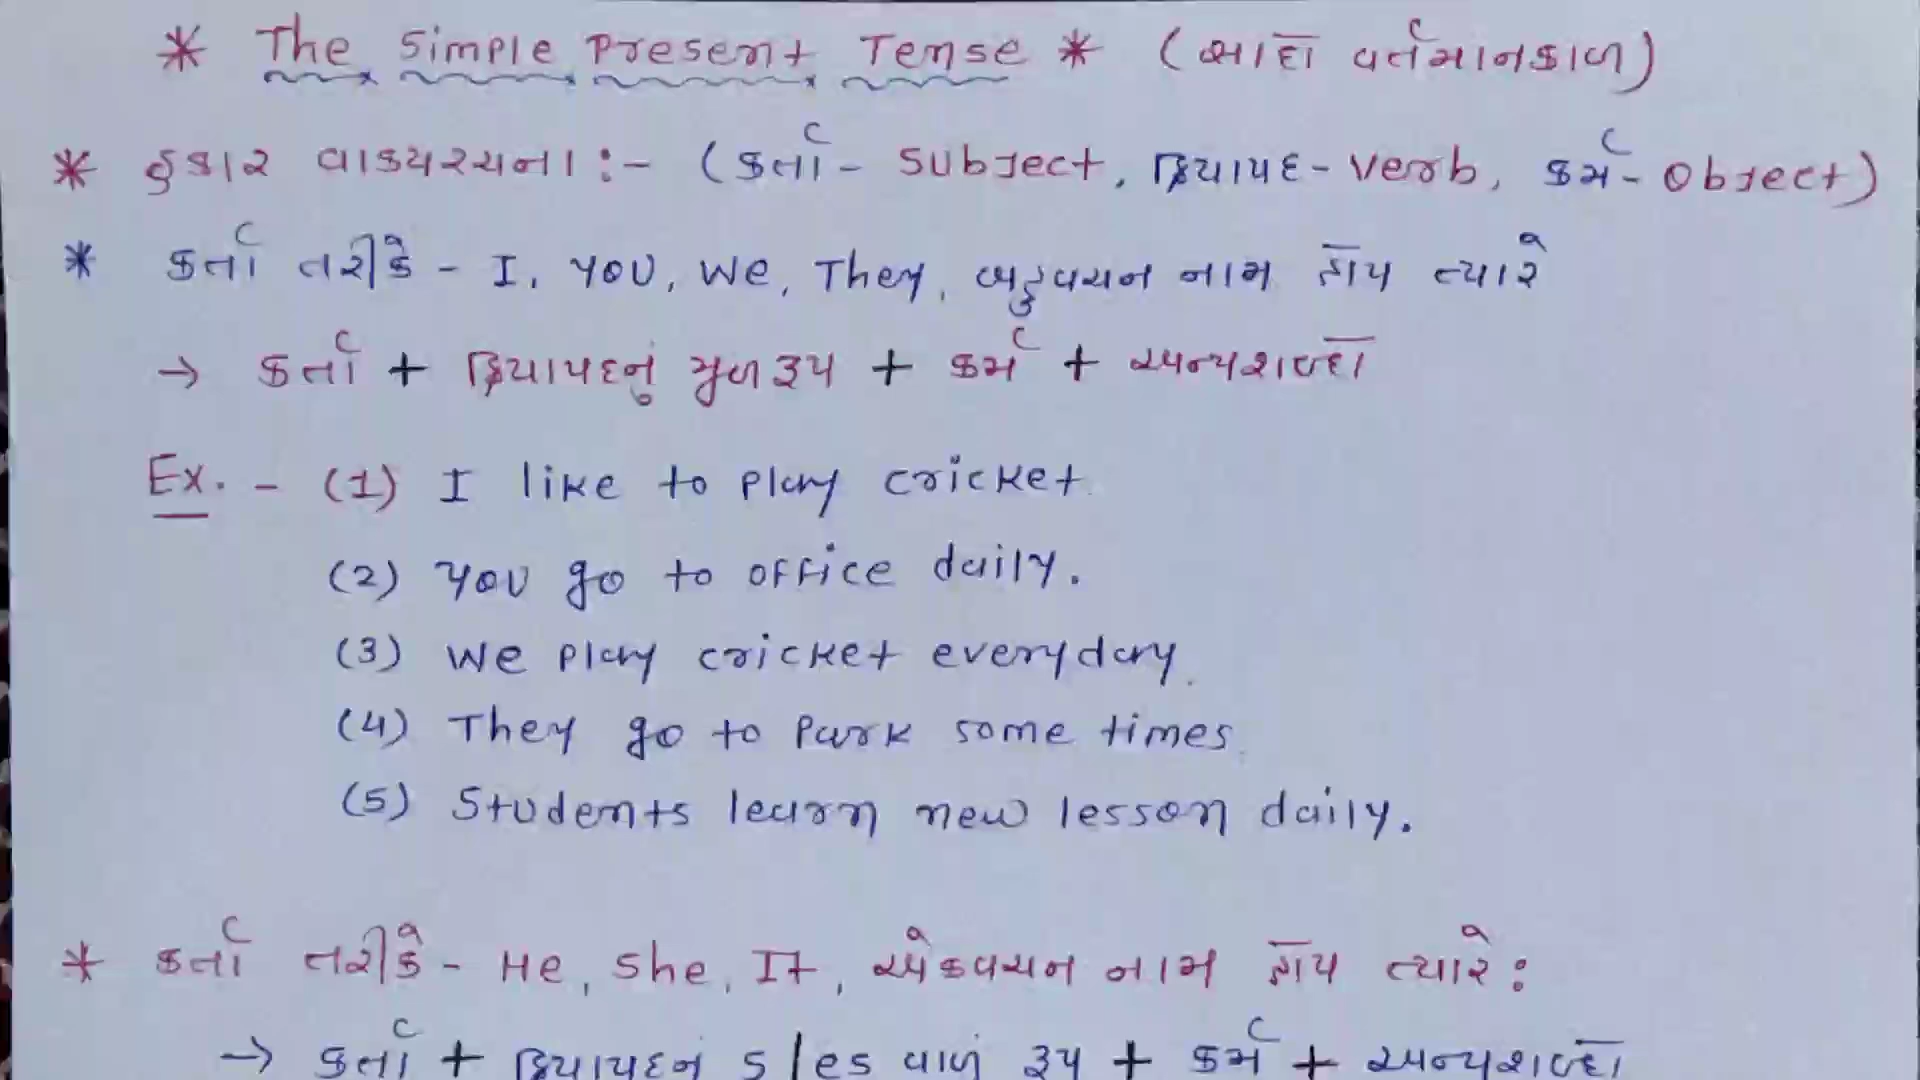 * The Simple Present Tense * (સાદો વર્તમાનકાળ)
* હકાર વાક્યરચના :- (કર્તા - Subject, ક્રિયાપદ - Verb, કર્મ - Object)
* કર્તા તરીકે - I, You, We, They, બહુવચન નામ હોય ત્યારે
→ કર્તા + ક્રિયાપદનું મુળરૂપ + કર્મ + અન્યશબ્દો
Ex. - (1) I like to play cricket.
(2) You go to office daily.
(3) We play cricket everyday.
(4) They go to park some times.
(5) Students learn new lesson daily.
* કર્તા તરીકે - He, She, It, એકવચન નામ હોય ત્યારે :
→ કર્તા + ક્રિયાપદનું s/es વાળું રૂપ + કર્મ + અન્યશબ્દો